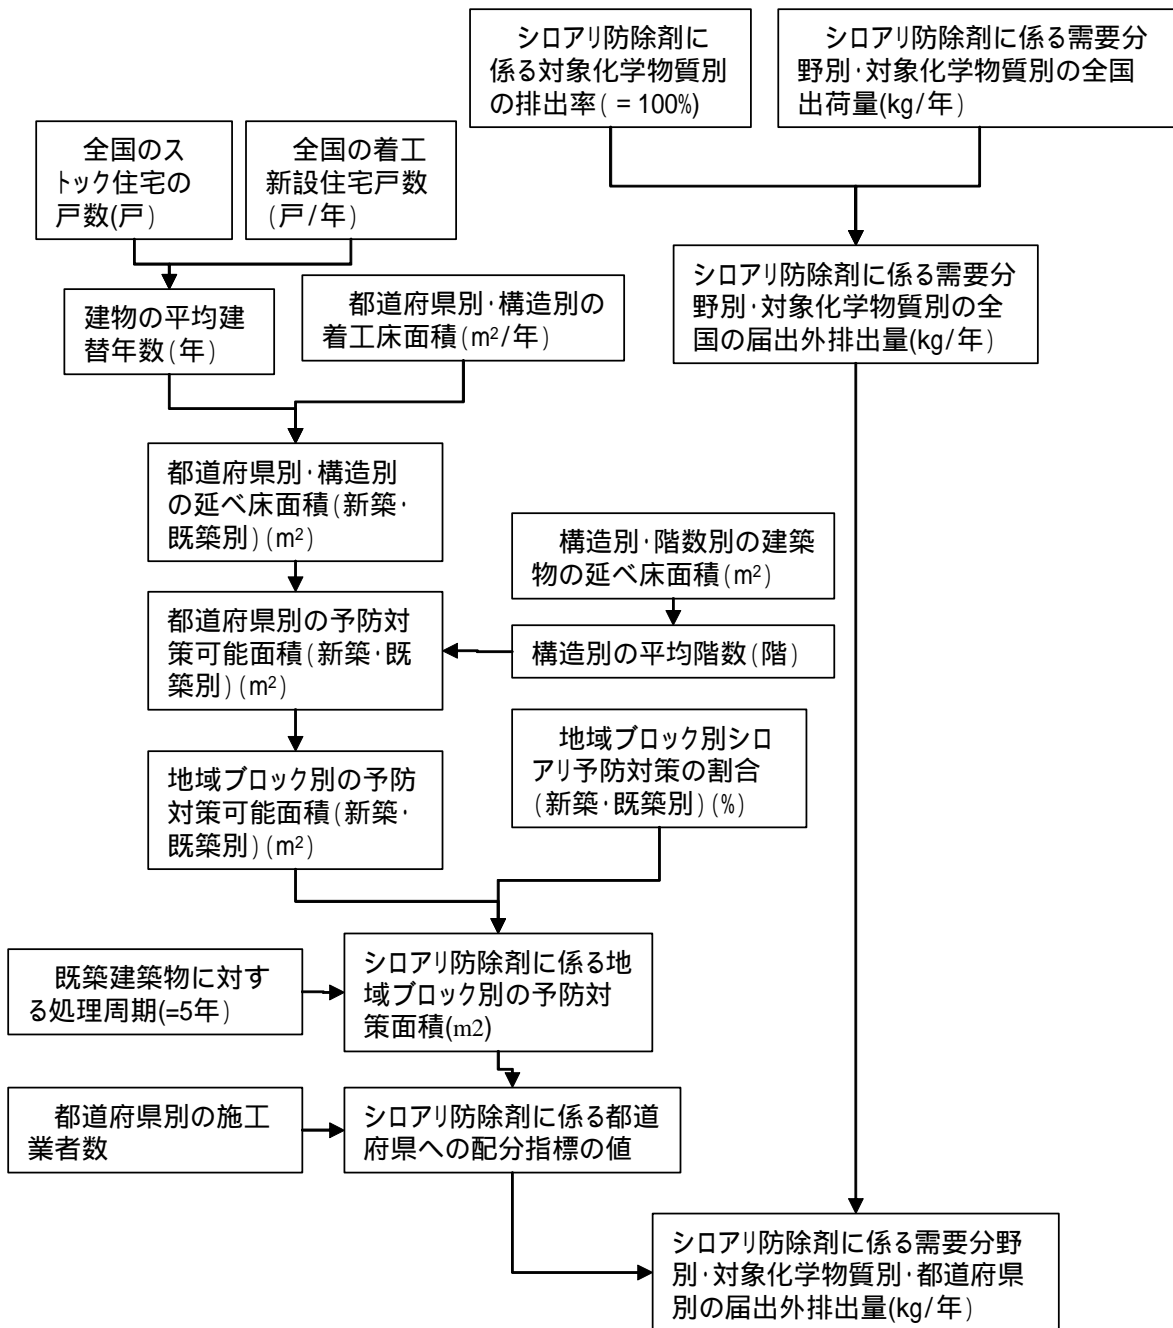 シロアリ防除剤に
係る対象化学物質別
の排出率( = 100%)
シロアリ防除剤に係る需要分
野別・対象化学物質別の全国
出荷量(kg/年)
全国のス
トック住宅の
戸数(戸)
全国の着工
新設住宅戸数
(戸/年)
シロアリ防除剤に係る需要分
野別・対象化学物質別の全
国の届出外排出量(kg/年)
建物の平均建
替年数(年)
都道府県別・構造別の
着工床面積(m²/年)
都道府県別・構造別
の延べ床面積(新築・
既築別)(m²)
構造別・階数別の建築
物の延べ床面積(m²)
都道府県別の予防対
策可能面積(新築・既
築別)(m²)
構造別の平均階数(階)
地域ブロック別の予防
対策可能面積(新築・
既築別)(m²)
地域ブロック別シロ
アリ予防対策の割合
(新築・既築別)(%)
既築建築物に対す
る処理周期(=5年)
シロアリ防除剤に係る地
域ブロック別の予防対
策面積(m2)
都道府県別の施工
業者数
シロアリ防除剤に係る都道
府県への配分指標の値
シロアリ防除剤に係る需要分野
別・対象化学物質別・都道府県
別の届出外排出量(kg/年)